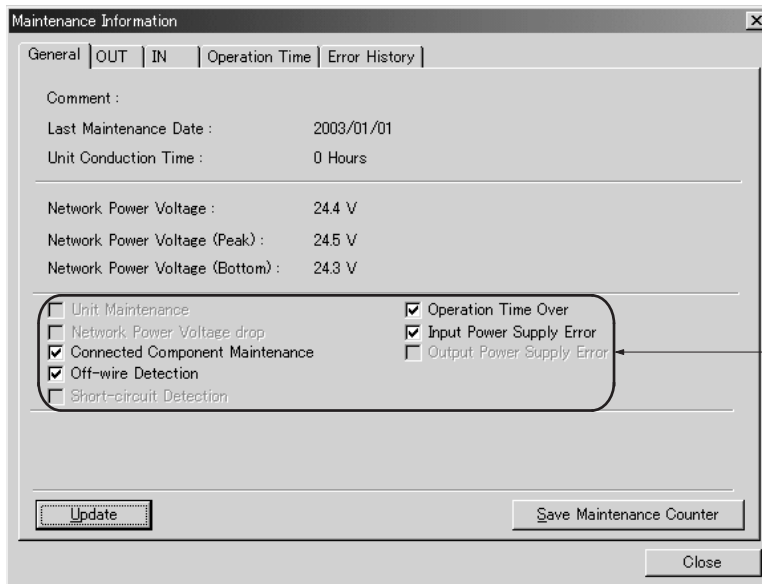 Maintenance Information
General OUT IN Operation Time Error History
Comment :
Last Maintenance Date : 2003/01/01
Unit Conduction Time : 0 Hours
Network Power Voltage : 24.4 V
Network Power Voltage (Peak) : 24.5 V
Network Power Voltage (Bottom) : 24.3 V
Unit Maintenance
Network Power Voltage drop
Connected Component Maintenance
Off-wire Detection
Short-circuit Detection
Operation Time Over
Input Power Supply Error
Output Power Supply Error
Update
Save Maintenance Counter
Close